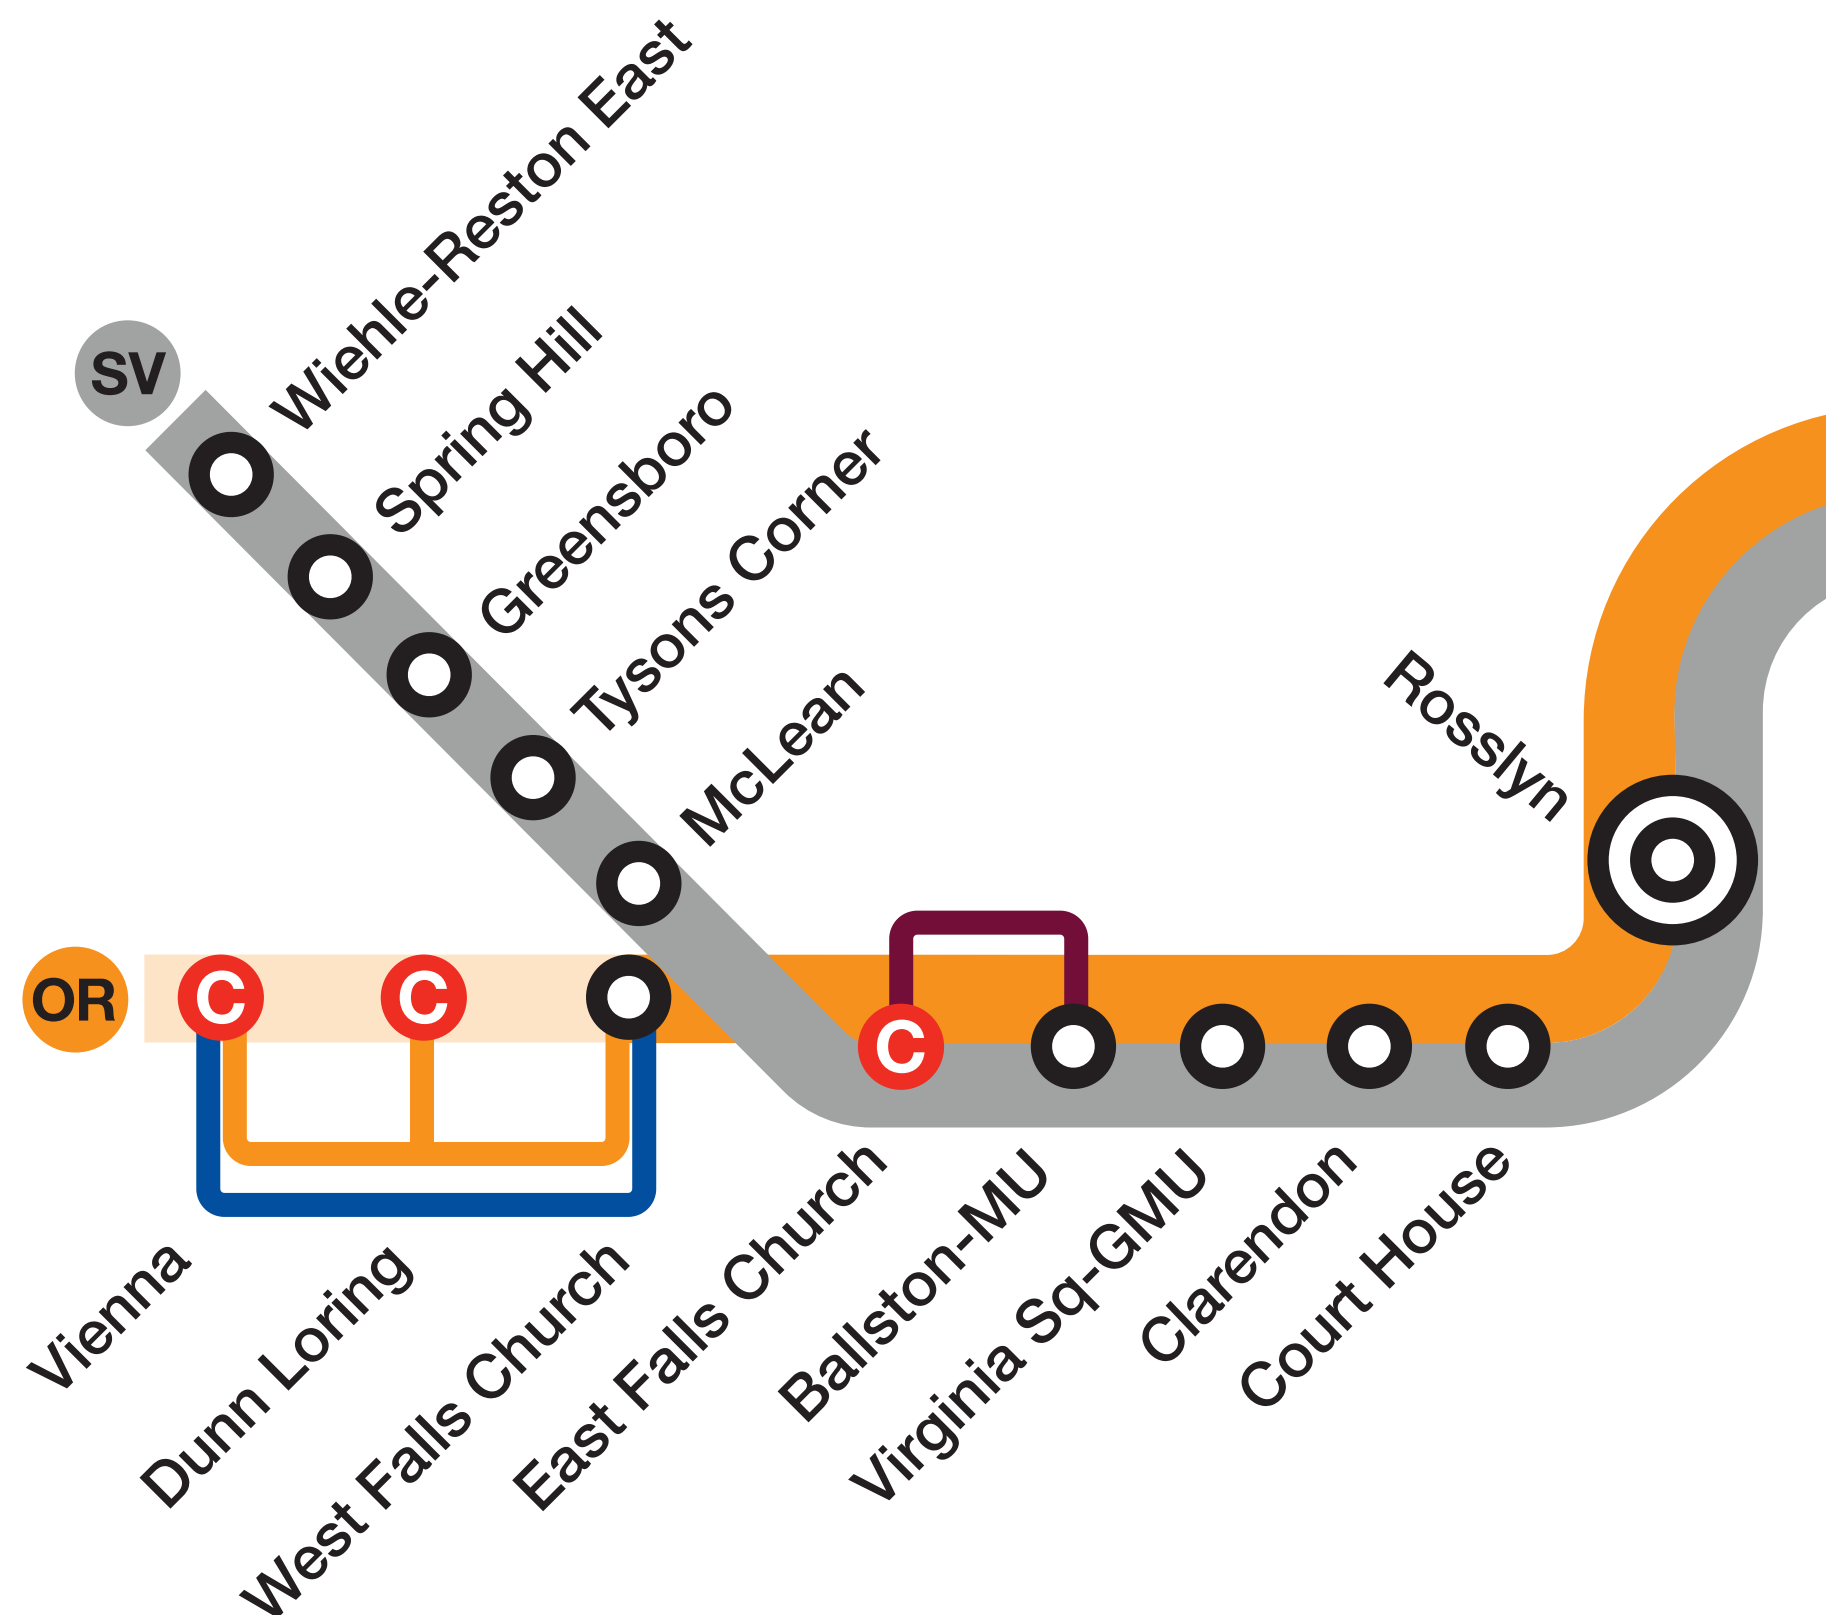 SV
Wiehle-Reston East
Spring Hill
Greensboro
Tysons Corner
McLean
Rosslyn
OR
C
C
C
Vienna
Dunn Loring
West Falls Church
East Falls Church
Ballston-MU
Virginia Sq-GMU
Clarendon
Court House